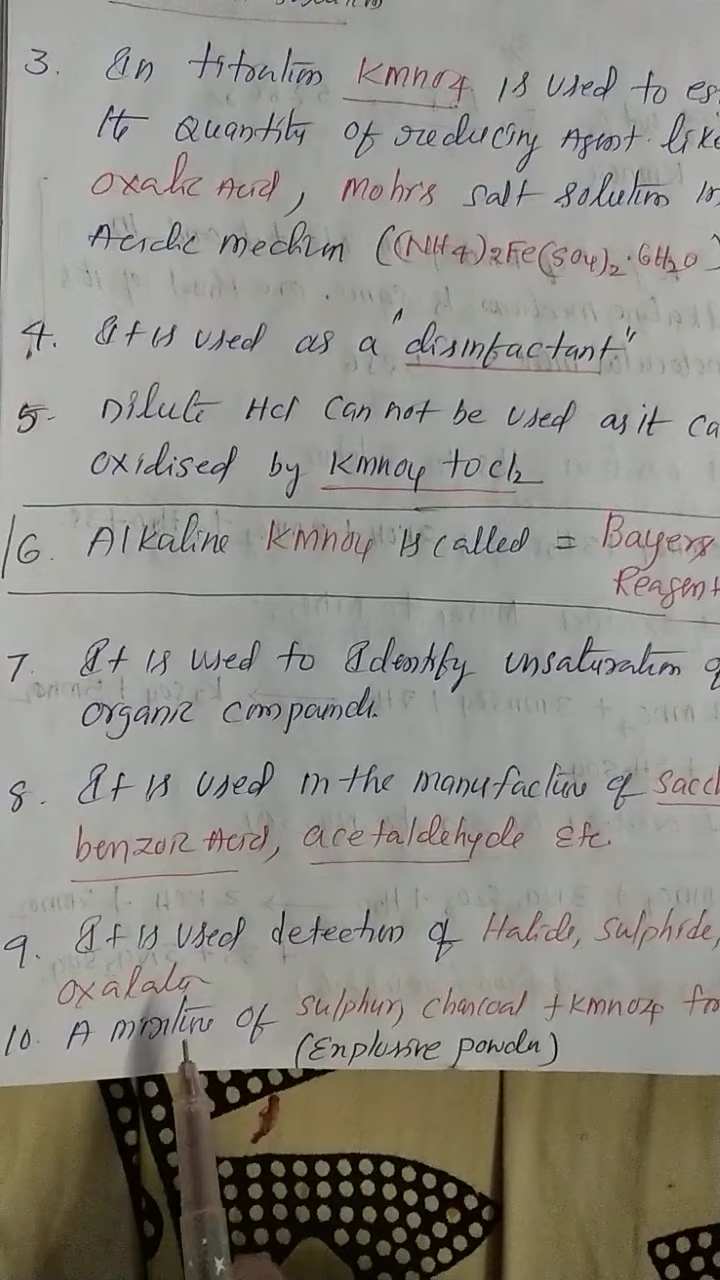 3. In titration KMnO4 is used to es
the quantity of reducing Agent like
oxalic Acid, Mohr's salt solution in
Acidic medium ((NH4)2Fe(SO4)2·6H2O)
4. It is used as a "disinfactant"
5. Dilute HCl can not be used as it ca
oxidised by KMnO4 to Cl2
16. Alkaline KMnO4 is called = Bayers
Reagent
7. It is used to Identify unsaturation o
organic compound.
8. It is used in the manufacture of sacc
benzoic Acid, acetaldehyde Etc.
9. It is used detection of Halide, sulphide,
oxalate
10. A mixture of sulphur, charcoal + KMnO4 fo
(Explosive powder)